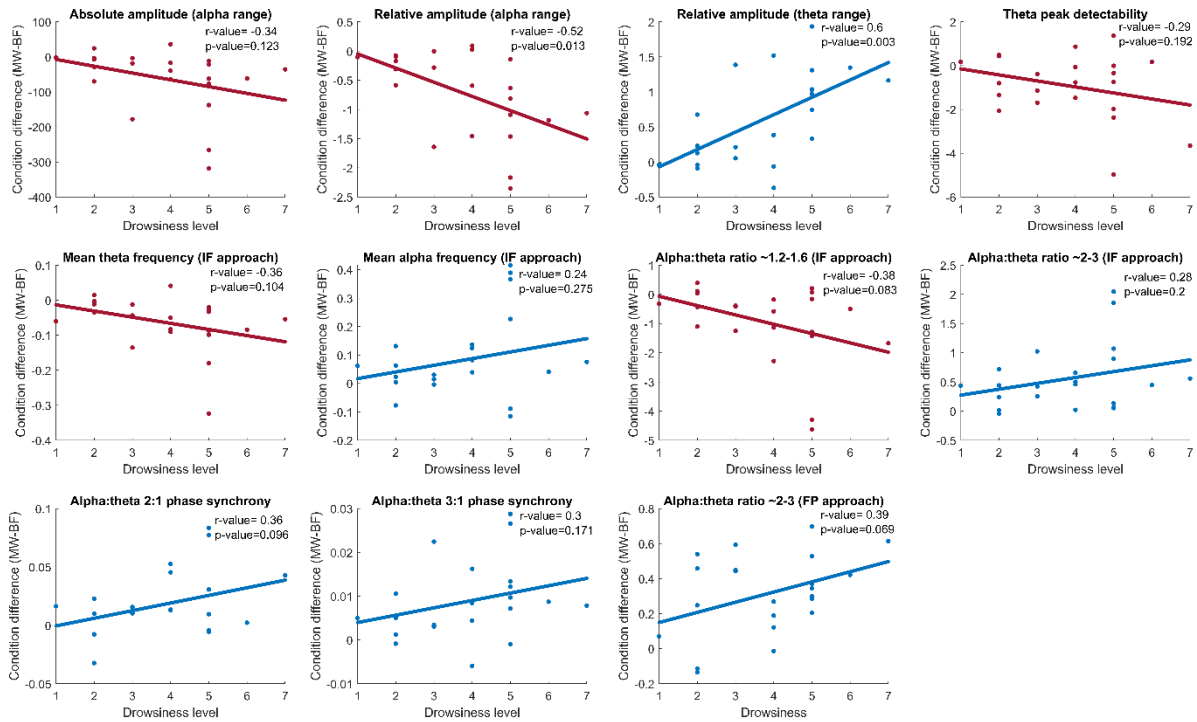 Absolute amplitude (alpha range)
r-value= -0.34
p-value=0.123
Condition difference (MW-BF)
100
0
-100
-200
-300
-400
1 2 3 4 5 6 7
Drowsiness level
Relative amplitude (alpha range)
r-value= -0.52
p-value=0.013
Condition difference (MW-BF)
0.5
0
-0.5
-1.0
-1.5
-2.0
-2.5
1 2 3 4 5 6 7
Drowsiness level
Relative amplitude (theta range)
r-value= 0.6
p-value=0.003
Condition difference (MW-BF)
2
1.5
1
0.5
0
-0.5
1 2 3 4 5 6 7
Drowsiness level
Theta peak detectability
r-value= -0.29
p-value=0.192
Condition difference (MW-BF)
2
0
-2
-4
-6
1 2 3 4 5 6 7
Drowsiness level
Mean theta frequency (IF approach)
r-value= -0.36
p-value=0.104
Condition difference (MW-BF)
0.1
0
-0.1
-0.2
-0.3
-0.4
1 2 3 4 5 6 7
Drowsiness level
Mean alpha frequency (IF approach)
r-value= 0.24
p-value=0.275
Condition difference (MW-BF)
0.4
0.3
0.2
0.1
0
-0.1
-0.2
1 2 3 4 5 6 7
Drowsiness level
Alpha:theta ratio ~1.2-1.6 (IF approach)
r-value= -0.38
p-value=0.083
Condition difference (MW-BF)
1
0
-1
-2
-3
-4
-5
1 2 3 4 5 6 7
Drowsiness level
Alpha:theta ratio ~2-3 (IF approach)
r-value= 0.28
p-value=0.2
Condition difference (MW-BF)
2.5
2
1.5
1
0.5
0
-0.5
1 2 3 4 5 6 7
Drowsiness level
Alpha:theta 2:1 phase synchrony
r-value= 0.36
p-value=0.096
Condition difference (MW-BF)
0.1
0.05
0
-0.05
1 2 3 4 5 6 7
Drowsiness level
Alpha:theta 3:1 phase synchrony
r-value= 0.3
p-value=0.171
Condition difference (MW-BF)
0.03
0.02
0.01
0
-0.01
1 2 3 4 5 6 7
Drowsiness level
Alpha:theta ratio ~2-3 (FP approach)
r-value= 0.39
p-value=0.069
Condition difference (MW-BF)
0.8
0.6
0.4
0.2
0
-0.2
1 2 3 4 5 6 7
Drowsiness